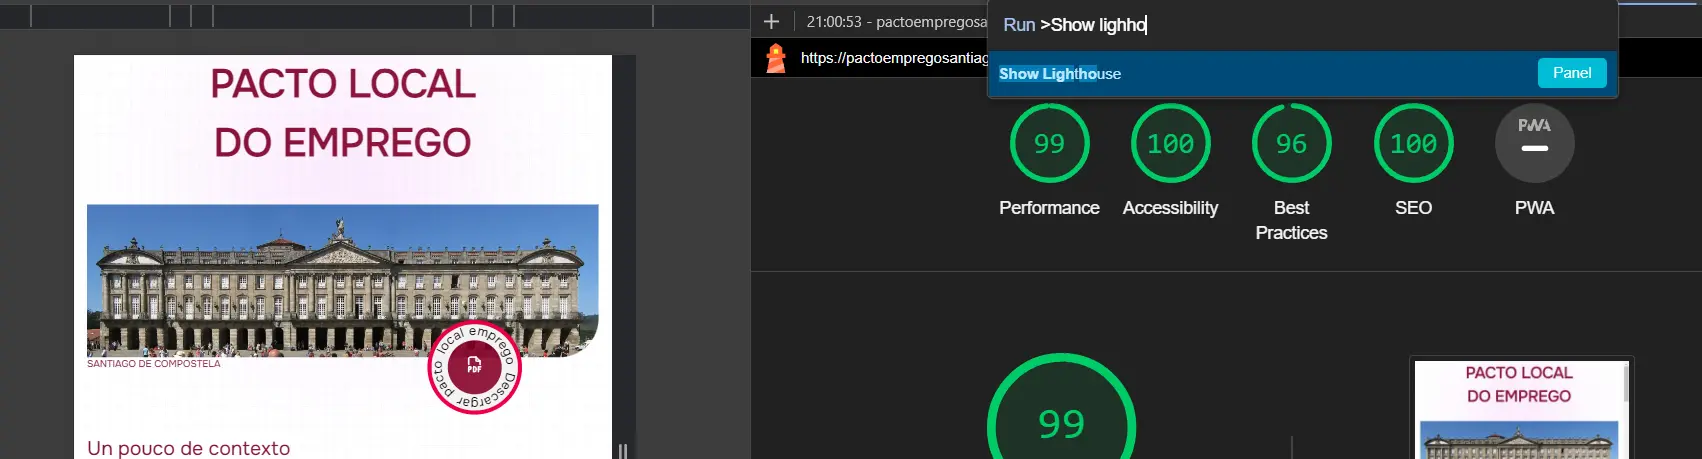 PACTO LOCAL
DO EMPREGO
SANTIAGO DE COMPOSTELA
Descargar pacto local emprego
PDF
Un pouco de contexto
21:00:53 - pactoempregosa
https://pactoempregosantiag
Run >Show lighho
Show Lighthouse
Panel
99
100
96
100
PWA
Performance
Accessibility
Best
Practices
SEO
PWA
99
PACTO LOCAL
DO EMPREGO